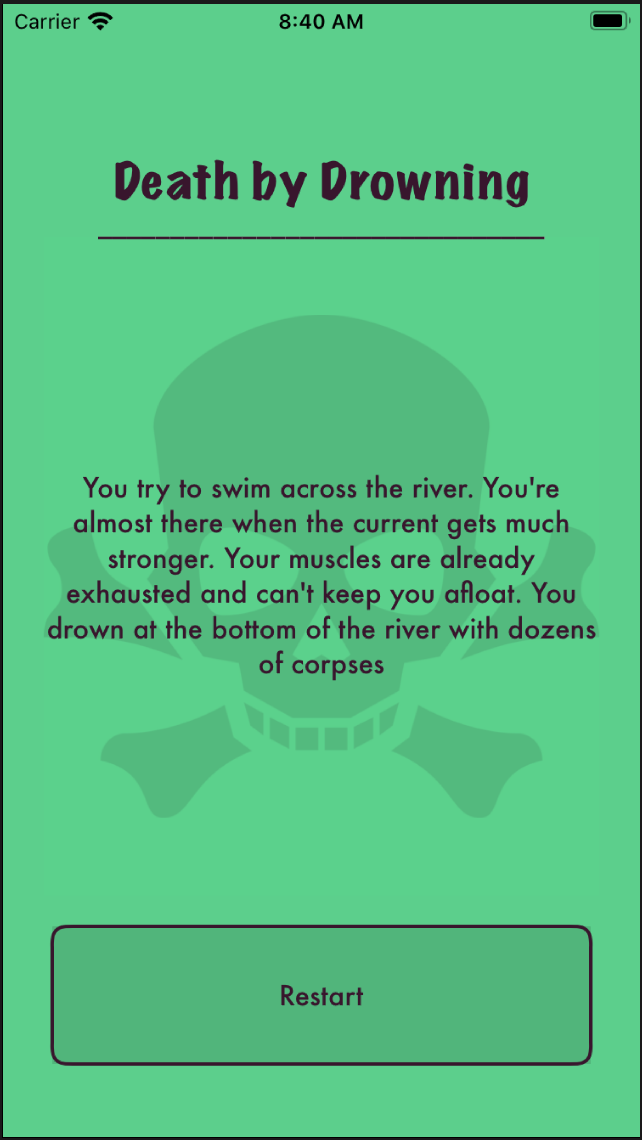 Carrier
8:40 AM
Death by Drowning
You try to swim across the river. You're
almost there when the current gets much
stronger. Your muscles are already
exhausted and can't keep you afloat. You
drown at the bottom of the river with dozens
of corpses
Restart